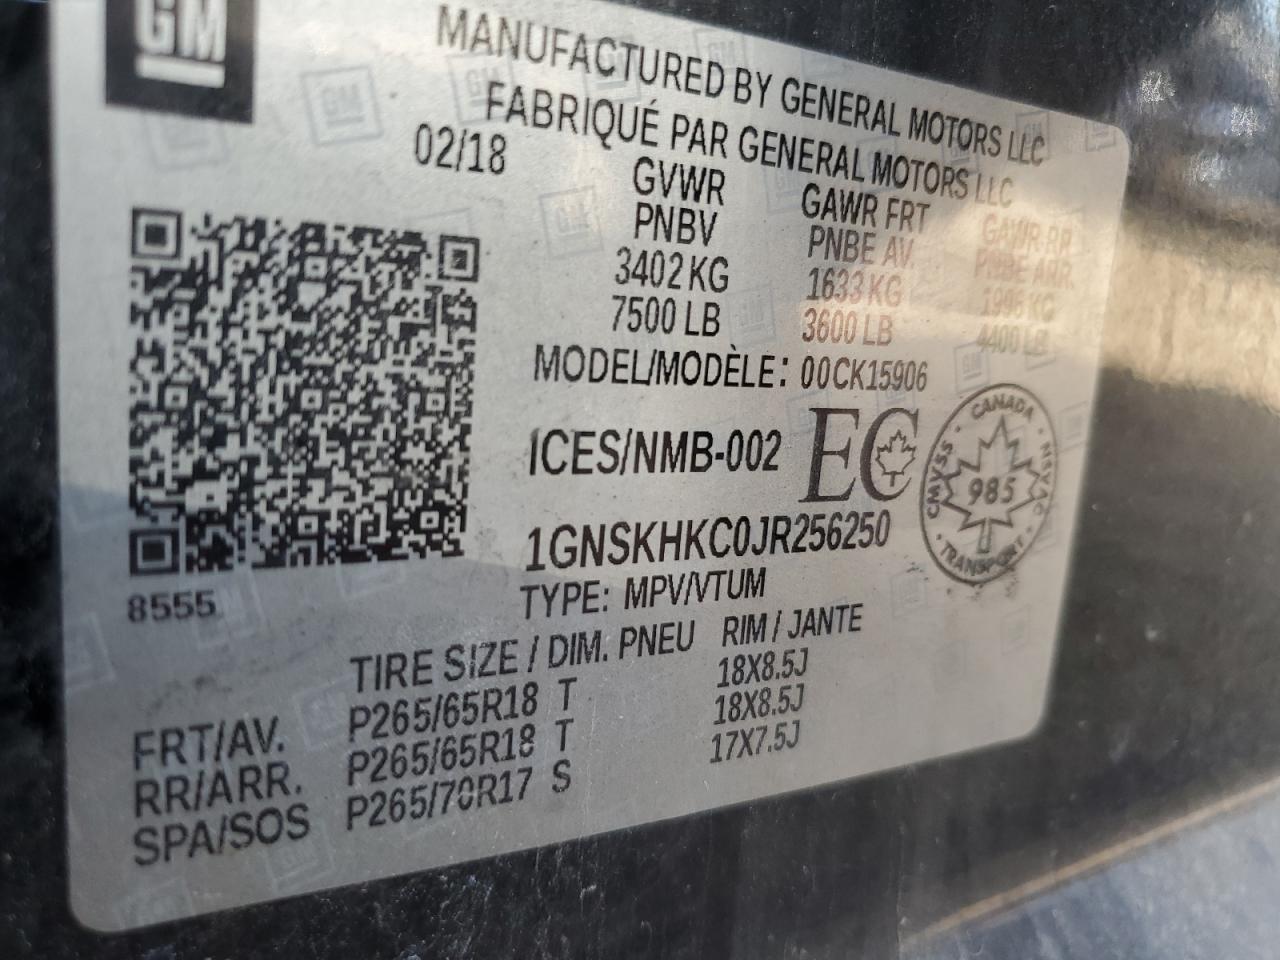 GM
MANUFACTURED BY GENERAL MOTORS LLC
FABRIQUÉ PAR GENERAL MOTORS LLC
02/18
GVWR GAWR FRT GAWR RR
PNBV PNBE AV. PNBE ARR.
3402 KG 1633 KG 1996 KG
7500 LB 3600 LB 4400 LB
MODEL/MODÈLE: 00CK15906
ICES/NMB-002 EC
CANADA
CMVSS NSVAC
985
TRANSPORT
1GNSKHKC0JR256250
TYPE: MPV/VTUM
8555
TIRE SIZE / DIM. PNEU RIM / JANTE
FRT/AV. P265/65R18 T 18X8.5J
RR/ARR. P265/65R18 T 18X8.5J
SPA/SOS P265/70R17 S 17X7.5J